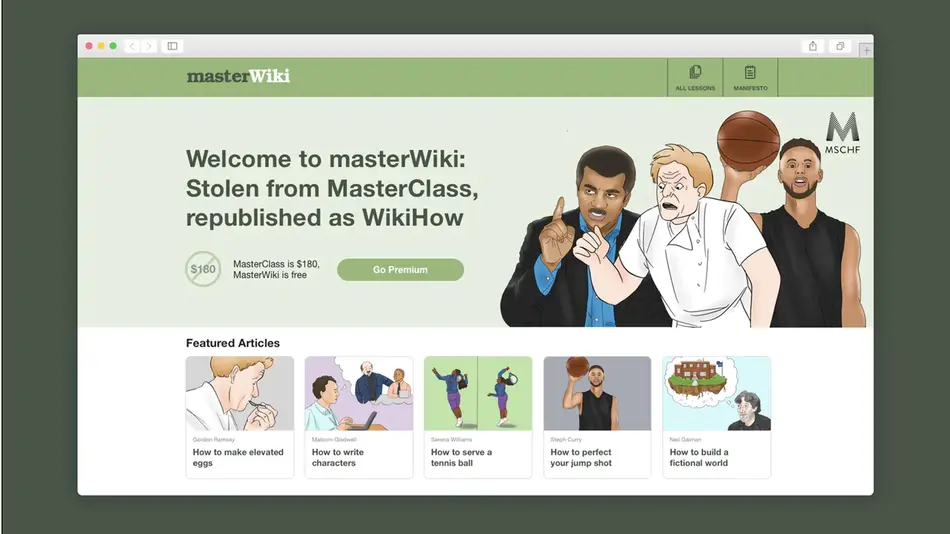 masterWiki
ALL LESSONS
MANIFESTO
MSCHF
Welcome to masterWiki:
Stolen from MasterClass,
republished as WikiHow
$180
MasterClass is $180,
MasterWiki is free
Go Premium
Featured Articles
Gordon Ramsay
How to make elevated
eggs
Malcom Gladwell
How to write
characters
Serena Williams
How to serve a
tennis ball
Steph Curry
How to perfect
your jump shot
Neil Gaiman
How to build a
fictional world